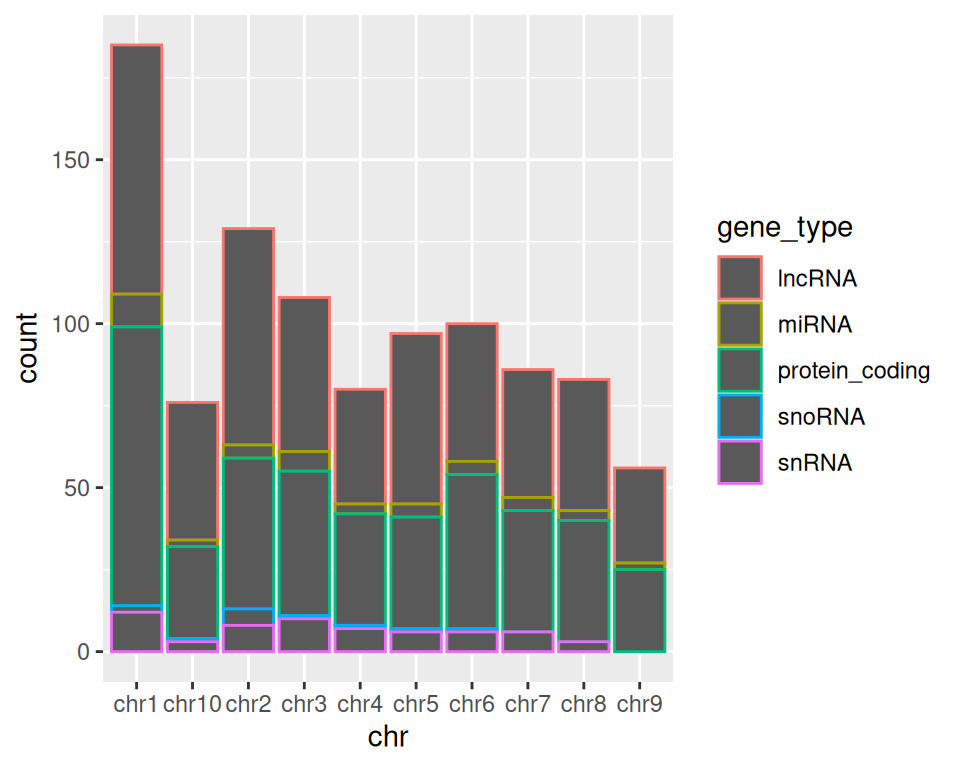 150
100
50
0
count
chr1 chr10 chr2 chr3 chr4 chr5 chr6 chr7 chr8 chr9
chr
gene_type
lncRNA
miRNA
protein_coding
snoRNA
snRNA